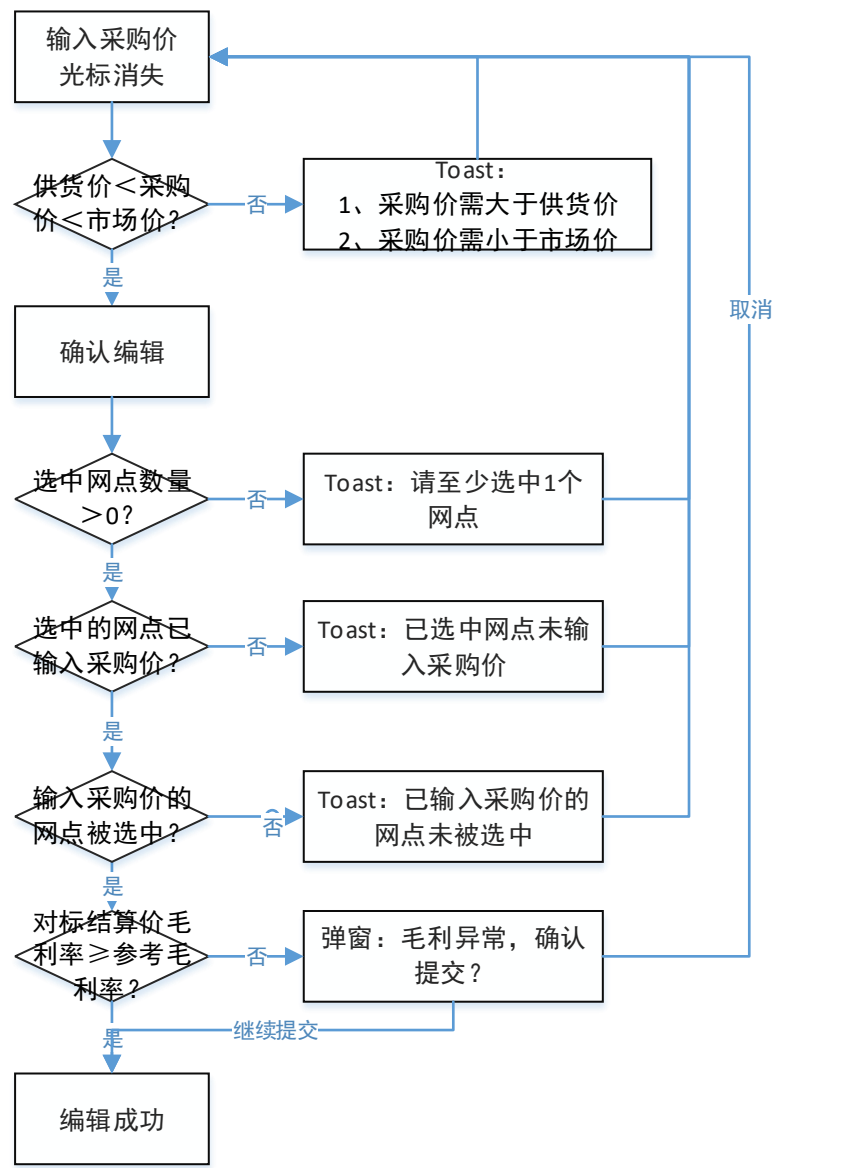 输入采购价
光标消失
供货价＜采购
价＜市场价？
否
Toast：
1、采购价需大于供货价
2、采购价需小于市场价
是
取消
确认编辑
选中网点数量
＞0？
否
Toast：请至少选中1个
网点
是
选中的网点已
输入采购价？
否
Toast：已选中网点未输
入采购价
是
输入采购价的
网点被选中？
否
Toast：已输入采购价的
网点未被选中
是
对标结算价毛
利率≥参考毛
利率？
否
弹窗：毛利异常，确认
提交？
继续提交
是
编辑成功